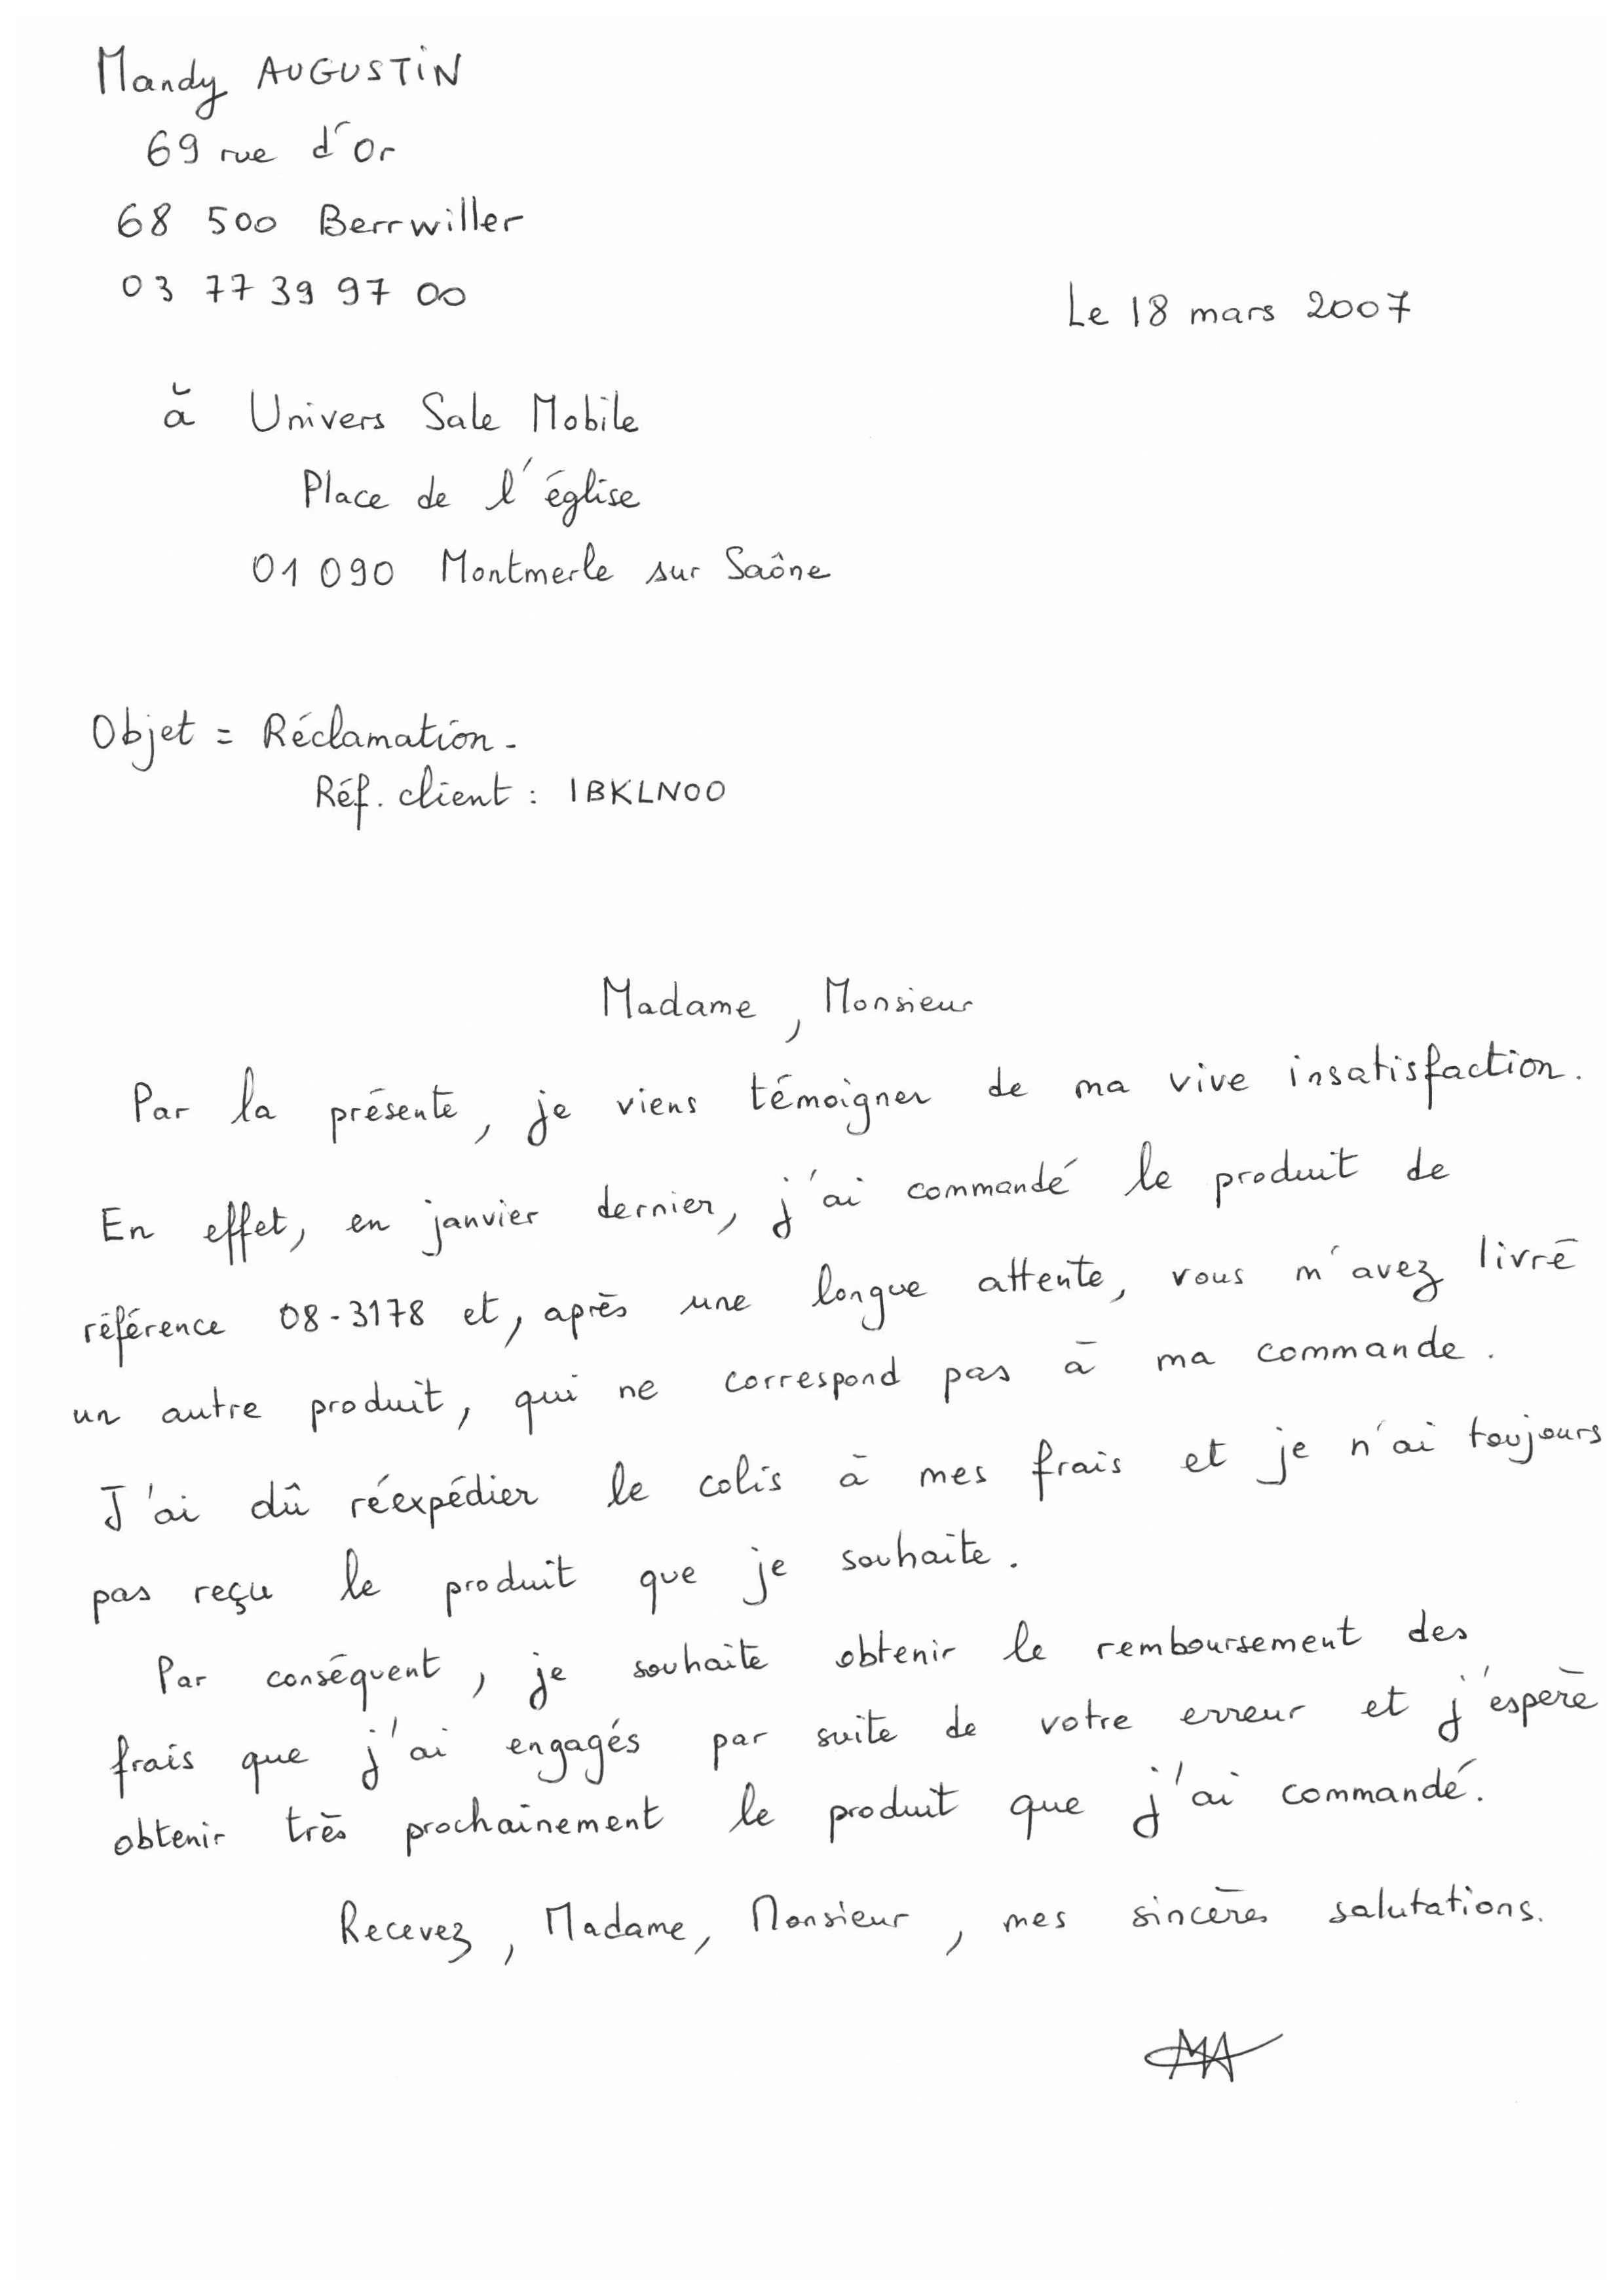 Mandy AUGUSTIN
69 rue d'Or
68 500 Berrwiller
03 77 39 97 00
Le 18 mars 2007
à Univers Sale Mobile
Place de l'église
01 090 Montmerle sur Saône
Objet = Réclamation.
Réf. client : IBKLN00
Madame, Monsieur
Par la présente, je viens témoigner de ma vive insatisfaction.
En effet, en janvier dernier, j'ai commandé le produit de
référence 08-3178 et, après une longue attente, vous m'avez livré
un autre produit, qui ne correspond pas à ma commande.
J'ai dû réexpédier le colis à mes frais et je n'ai toujours
pas reçu le produit que je souhaite.
Par conséquent, je souhaite obtenir le remboursement des
frais que j'ai engagés par suite de votre erreur et j'espère
obtenir très prochainement le produit que j'ai commandé.
Recevez, Madame, Monsieur, mes sincères salutations.
MA